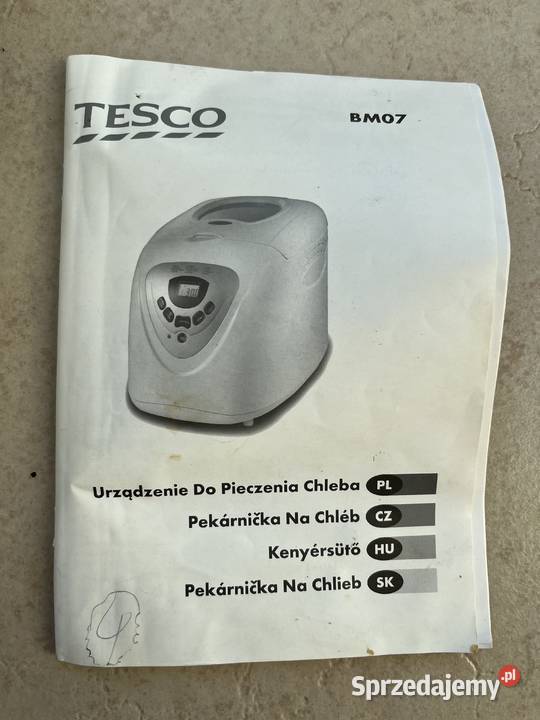 TESCO
BM07
Urządzenie Do Pieczenia Chleba PL
Pekárnička Na Chléb CZ
Kenyérsütő HU
Pekárnička Na Chlieb SK
Sprzedajemy.pl